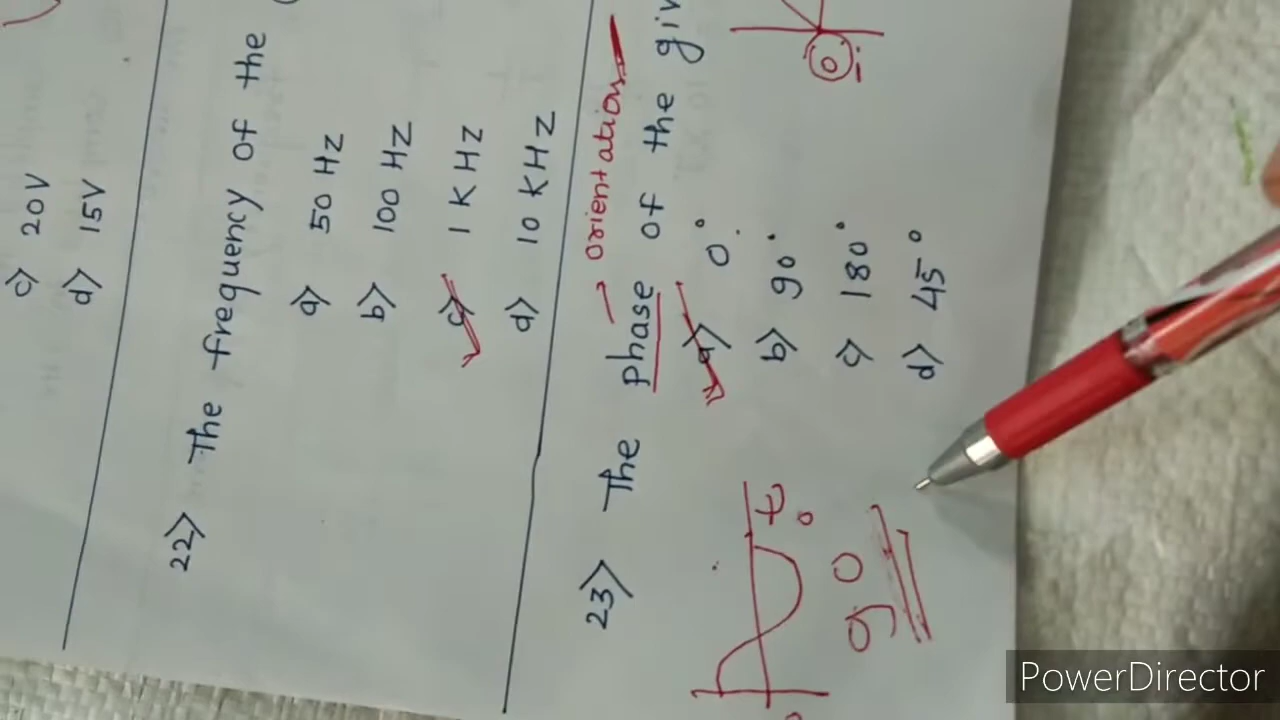 c) 20V
d) 15V
22) The frequency of the
a) 50 Hz
b) 100 Hz
c) 1 KHz
d) 10 KHz
– orientation
23) The phase of the
a) 0°
b) 90°
c) 180°
d) 45°
t
90°
0
PowerDirector